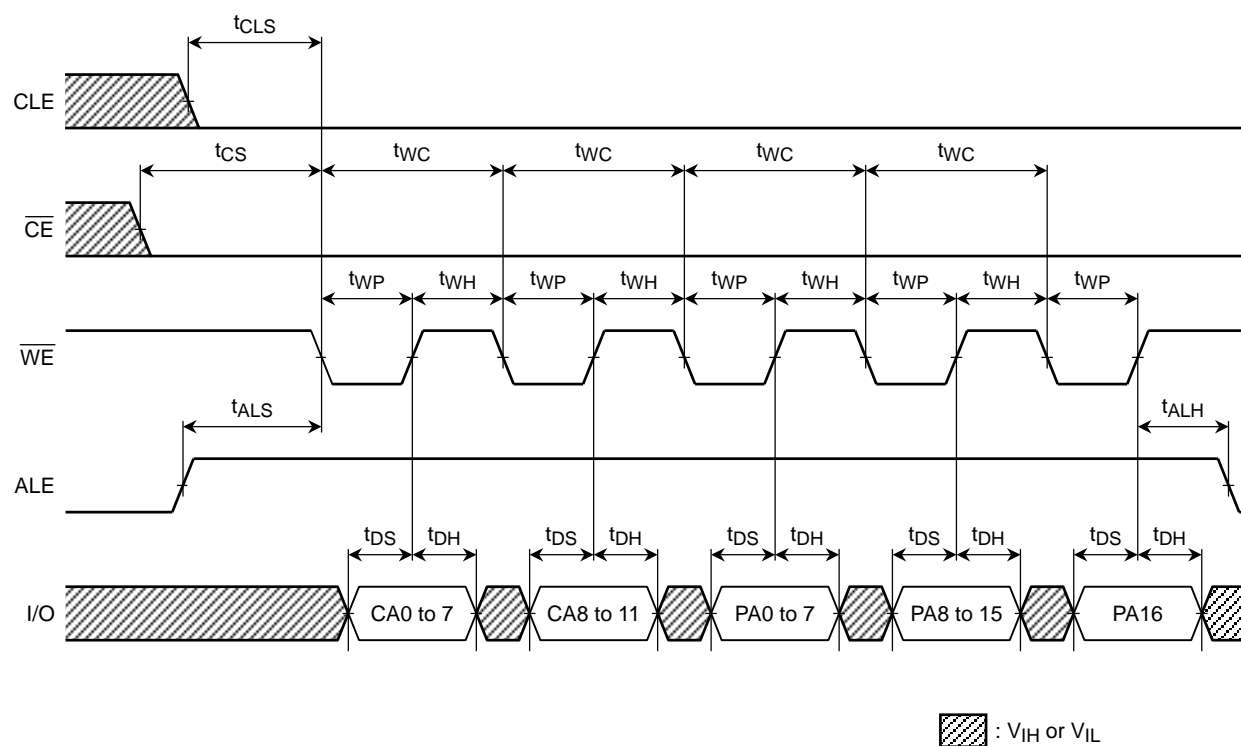 tCLS
CLE
tCS tWC tWC tWC tWC
CE
tWP tWH tWP tWH tWP tWH tWP tWH tWP
WE
tALS tALH
ALE
tDS tDH tDS tDH tDS tDH tDS tDH tDS tDH
I/O CA0 to 7 CA8 to 11 PA0 to 7 PA8 to 15 PA16
: VIH or VIL